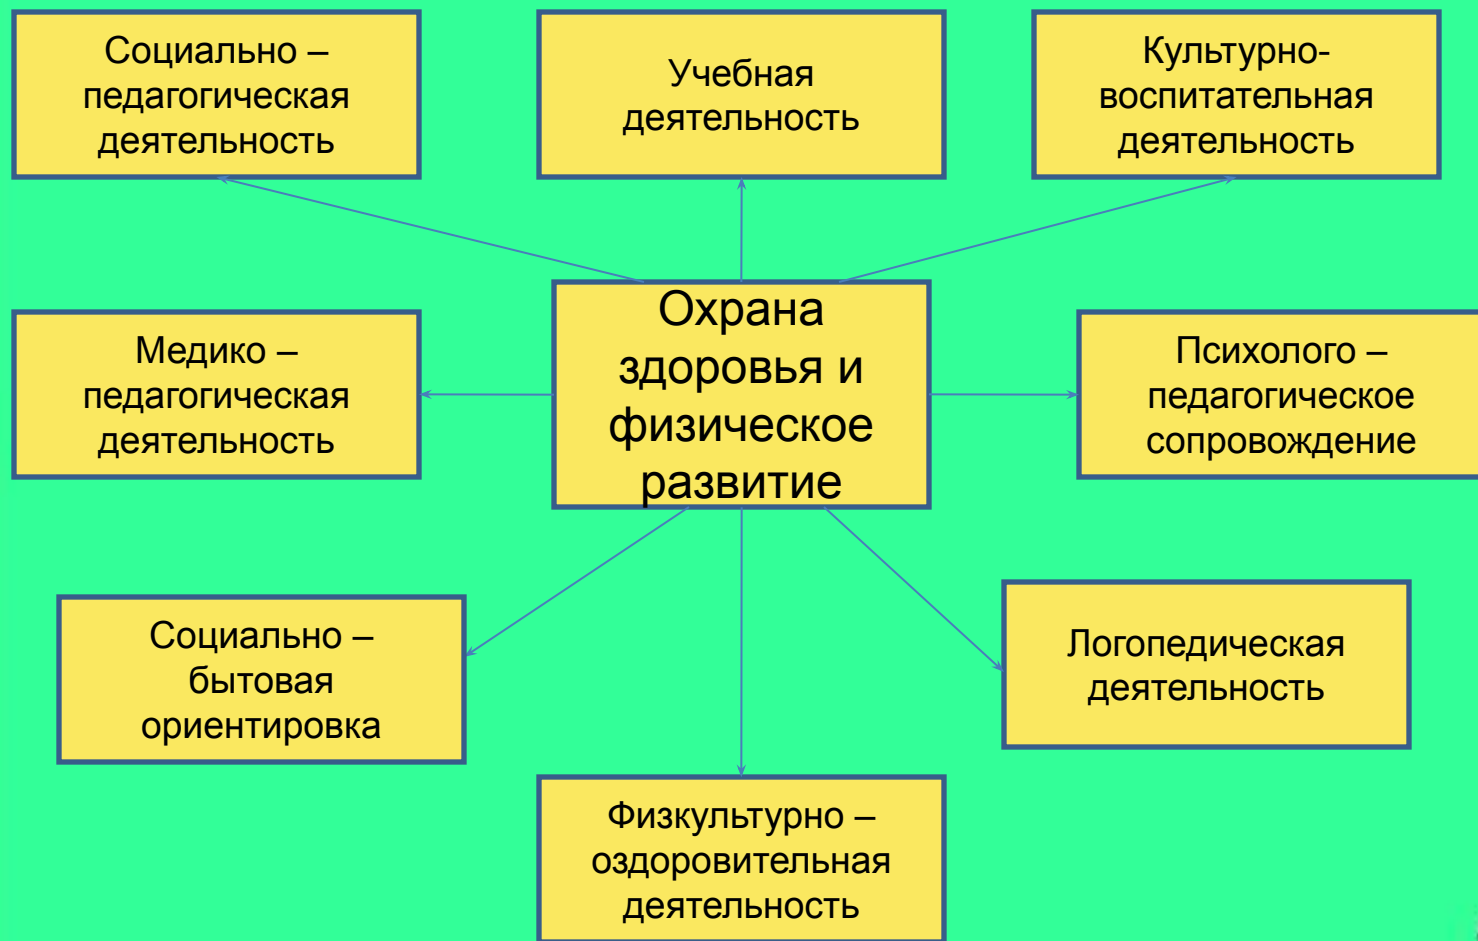 Социально –
педагогическая
деятельность
Учебная
деятельность
Культурно-
воспитательная
деятельность
Медико –
педагогическая
деятельность
Охрана
здоровья и
физическое
развитие
Психолого –
педагогическое
сопровождение
Социально –
бытовая
ориентировка
Логопедическая
деятельность
Физкультурно –
оздоровительная
деятельность